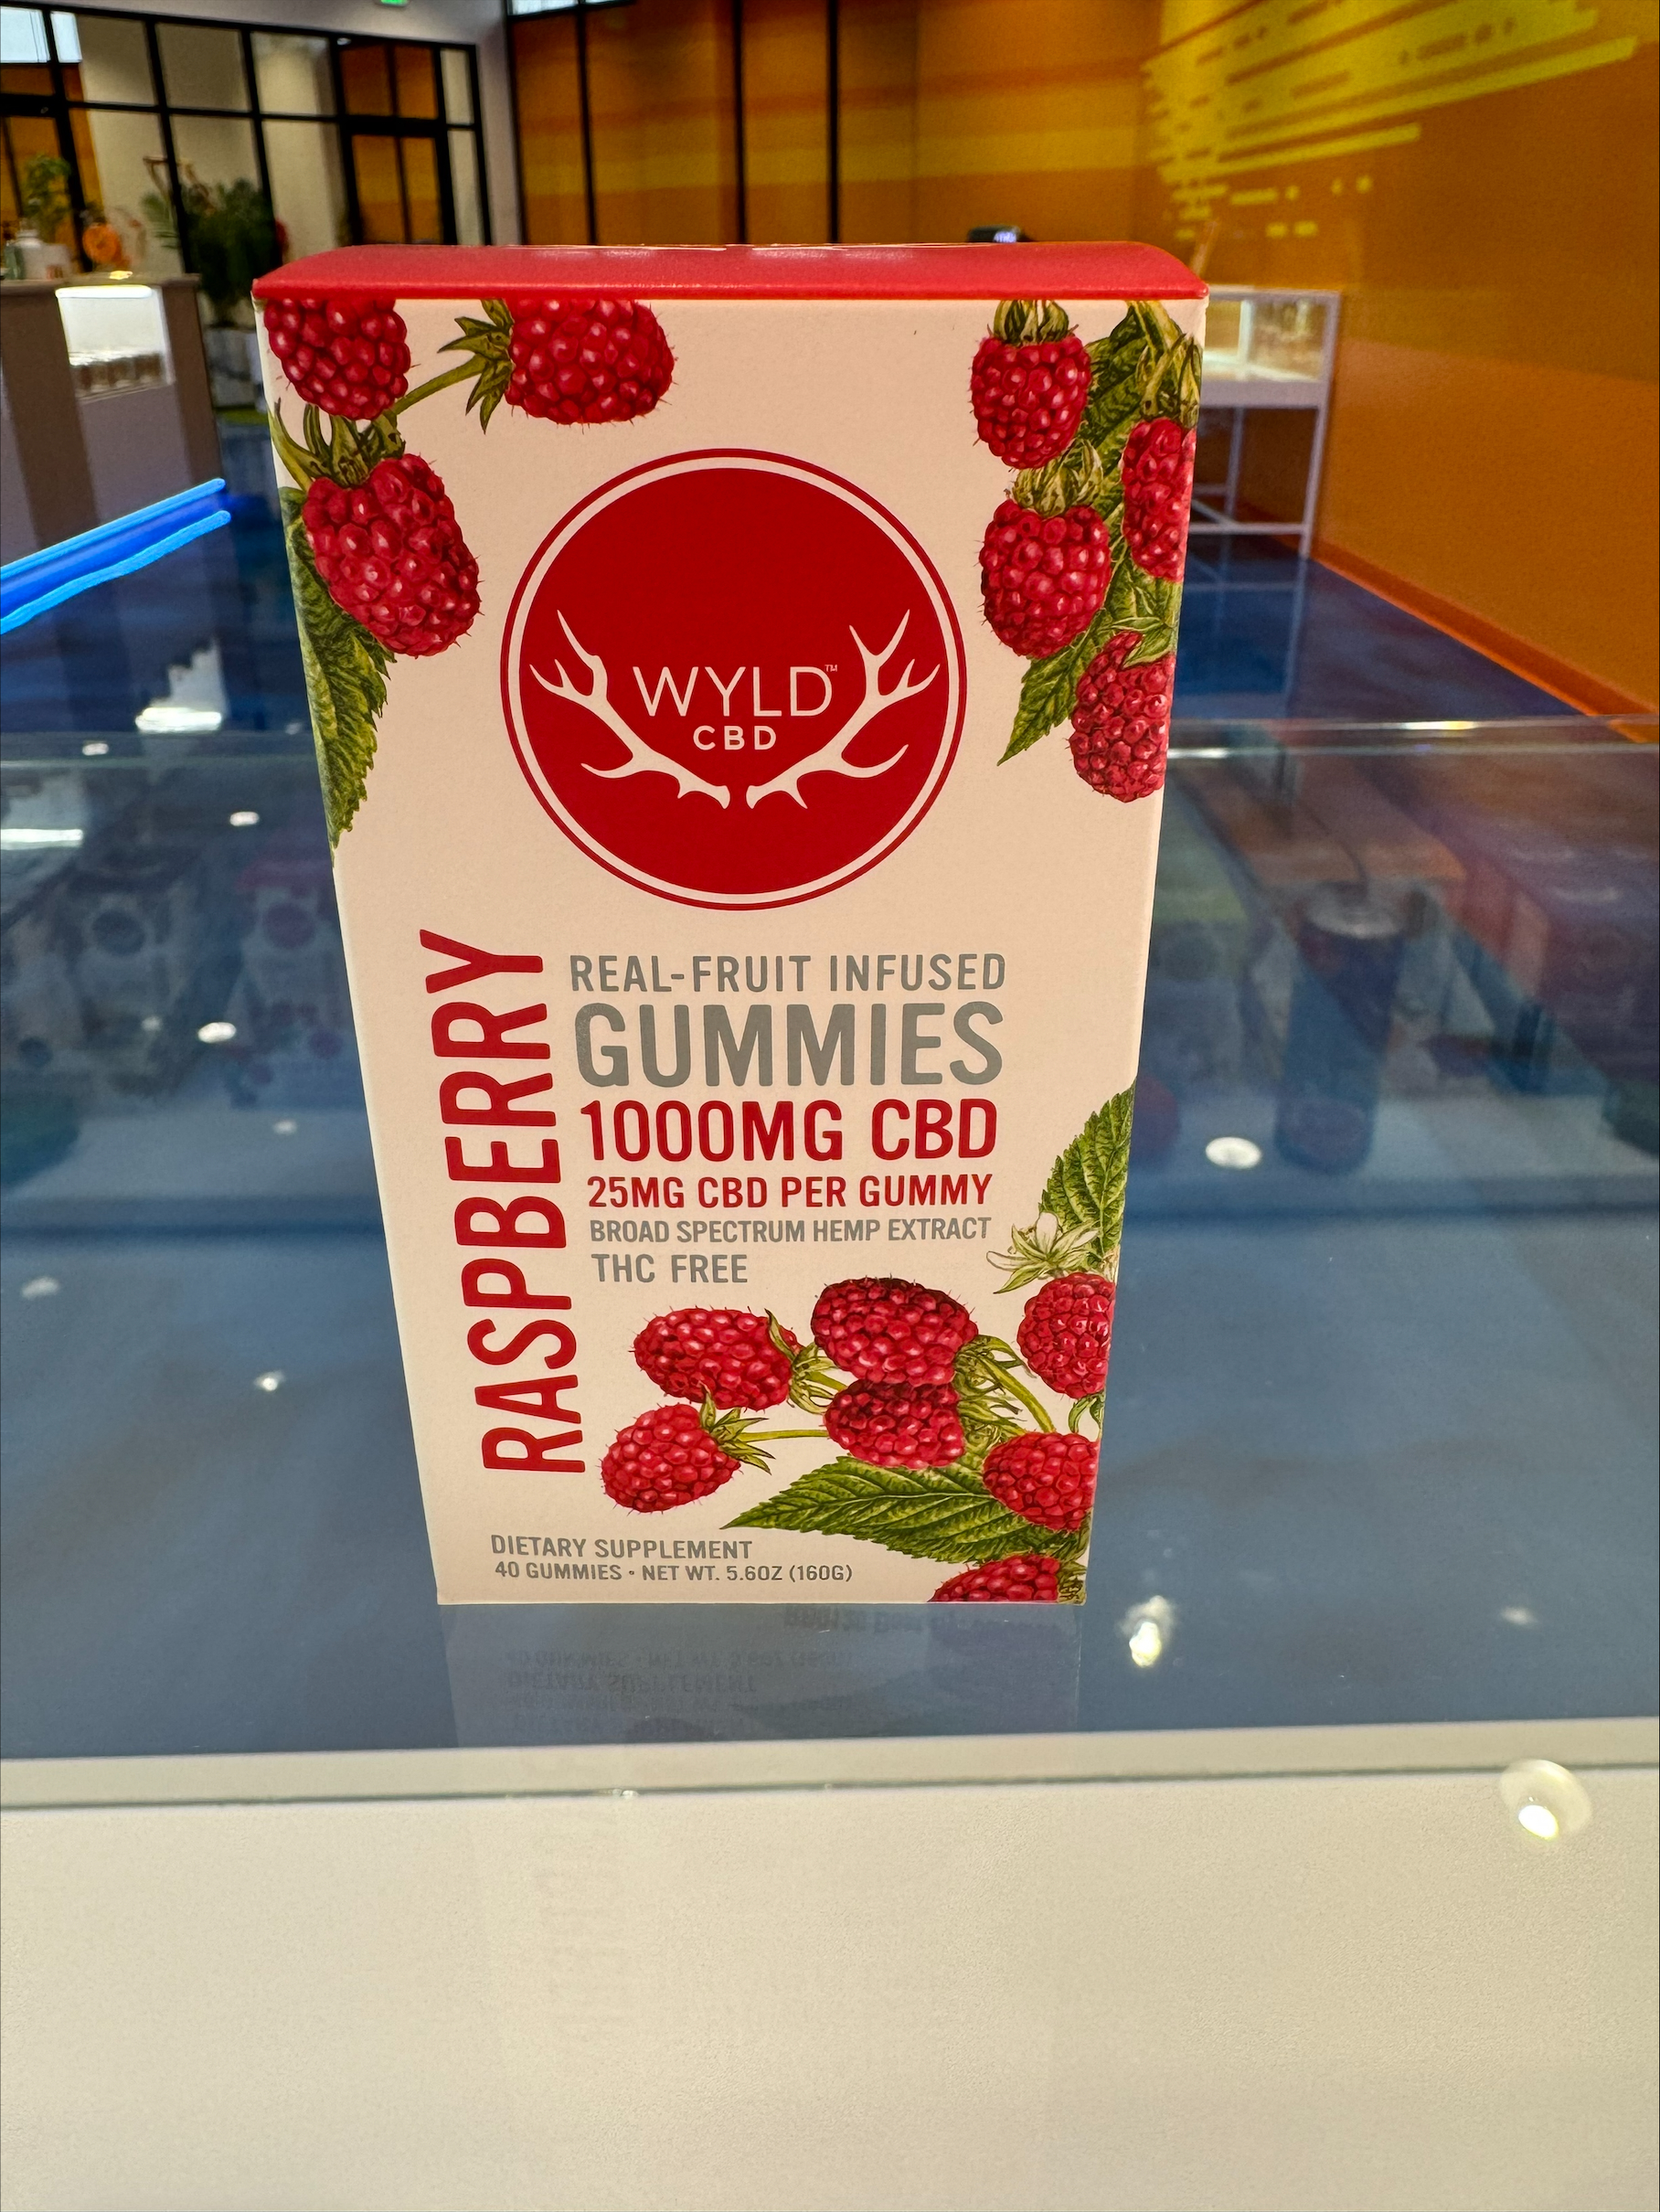 WYLD™
CBD
RASPBERRY
REAL-FRUIT INFUSED
GUMMIES
1000MG CBD
25MG CBD PER GUMMY
BROAD SPECTRUM HEMP EXTRACT
THC FREE
DIETARY SUPPLEMENT
40 GUMMIES • NET WT. 5.6OZ (160G)